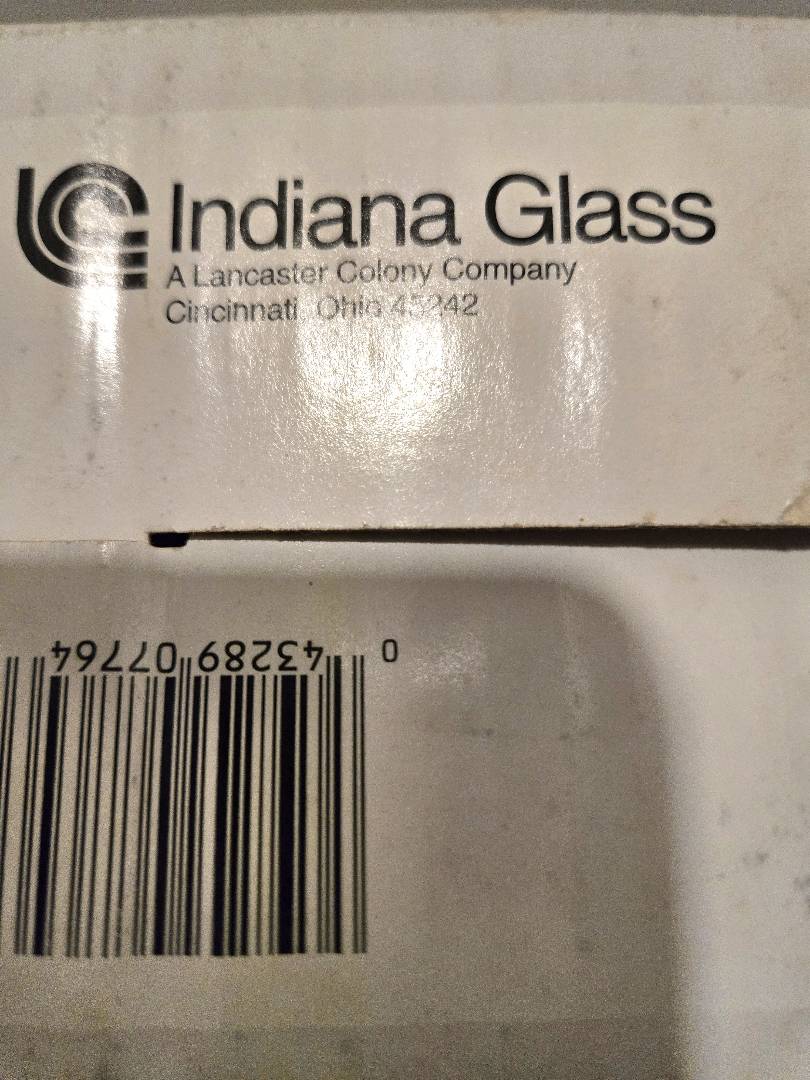 Indiana Glass
A Lancaster Colony Company
Cincinnati, Ohio 45242
0 43289 07764